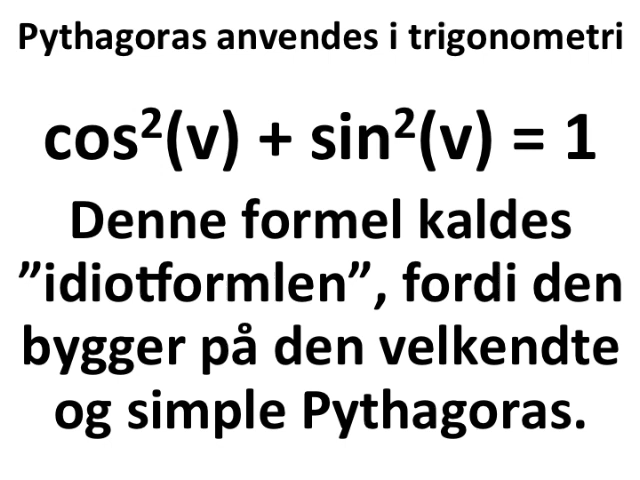 Pythagoras anvendes i trigonometri
cos²(v) + sin²(v) = 1
Denne formel kaldes
”idiotformlen”, fordi den
bygger på den velkendte
og simple Pythagoras.